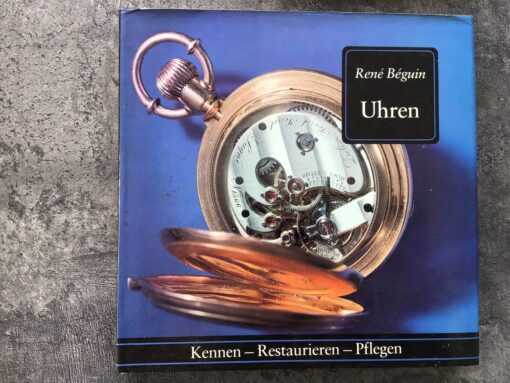 René Béguin
Uhren
Kennen – Restaurieren – Pflegen